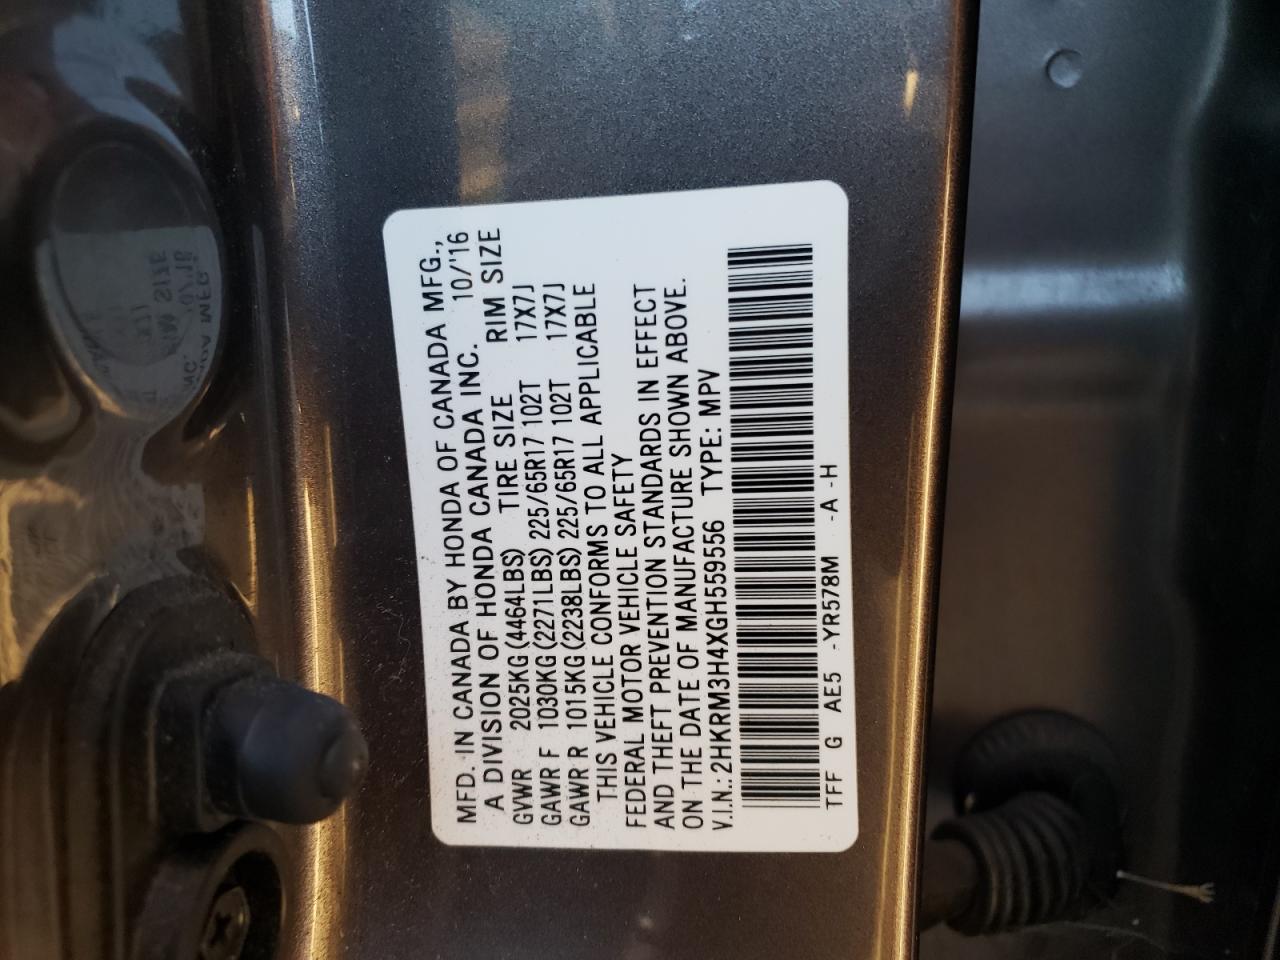 MFD. IN CANADA BY HONDA OF CANADA MFG.,
A DIVISION OF HONDA CANADA INC. 10/'16
GVWR 2025KG (4464LBS) TIRE SIZE RIM SIZE
GAWR F 1030KG (2271LBS) 225/65R17 102T 17X7J
GAWR R 1015KG (2238LBS) 225/65R17 102T 17X7J
THIS VEHICLE CONFORMS TO ALL APPLICABLE
FEDERAL MOTOR VEHICLE SAFETY
AND THEFT PREVENTION STANDARDS IN EFFECT
ON THE DATE OF MANUFACTURE SHOWN ABOVE.
V.I.N.: 2HKRM3H4XGH559556 TYPE: MPV
TFF G AE5 -YR578M -A -H